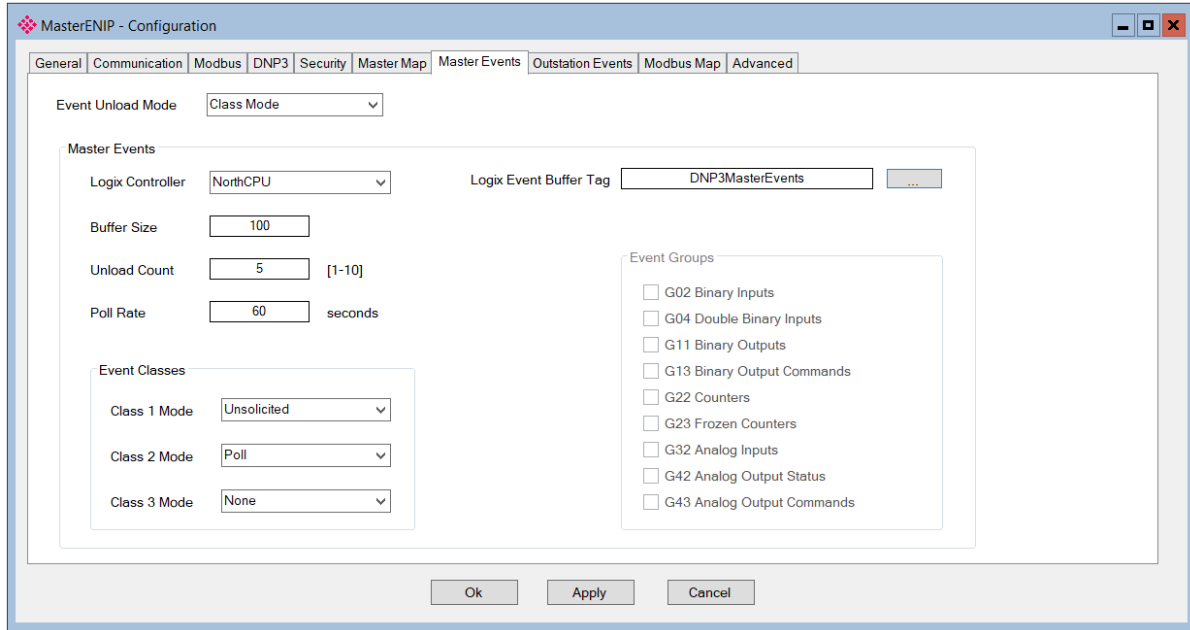 MasterENIP - Configuration
General Communication Modbus DNP3 Security Master Map Master Events Outstation Events Modbus Map Advanced
Event Unload Mode Class Mode
Master Events
Logix Controller NorthCPU Logix Event Buffer Tag DNP3MasterEvents ...
Buffer Size 100
Unload Count 5 [1-10]
Poll Rate 60 seconds
Event Classes
Class 1 Mode Unsolicited
Class 2 Mode Poll
Class 3 Mode None
Event Groups
G02 Binary Inputs
G04 Double Binary Inputs
G11 Binary Outputs
G13 Binary Output Commands
G22 Counters
G23 Frozen Counters
G32 Analog Inputs
G42 Analog Output Status
G43 Analog Output Commands
Ok Apply Cancel